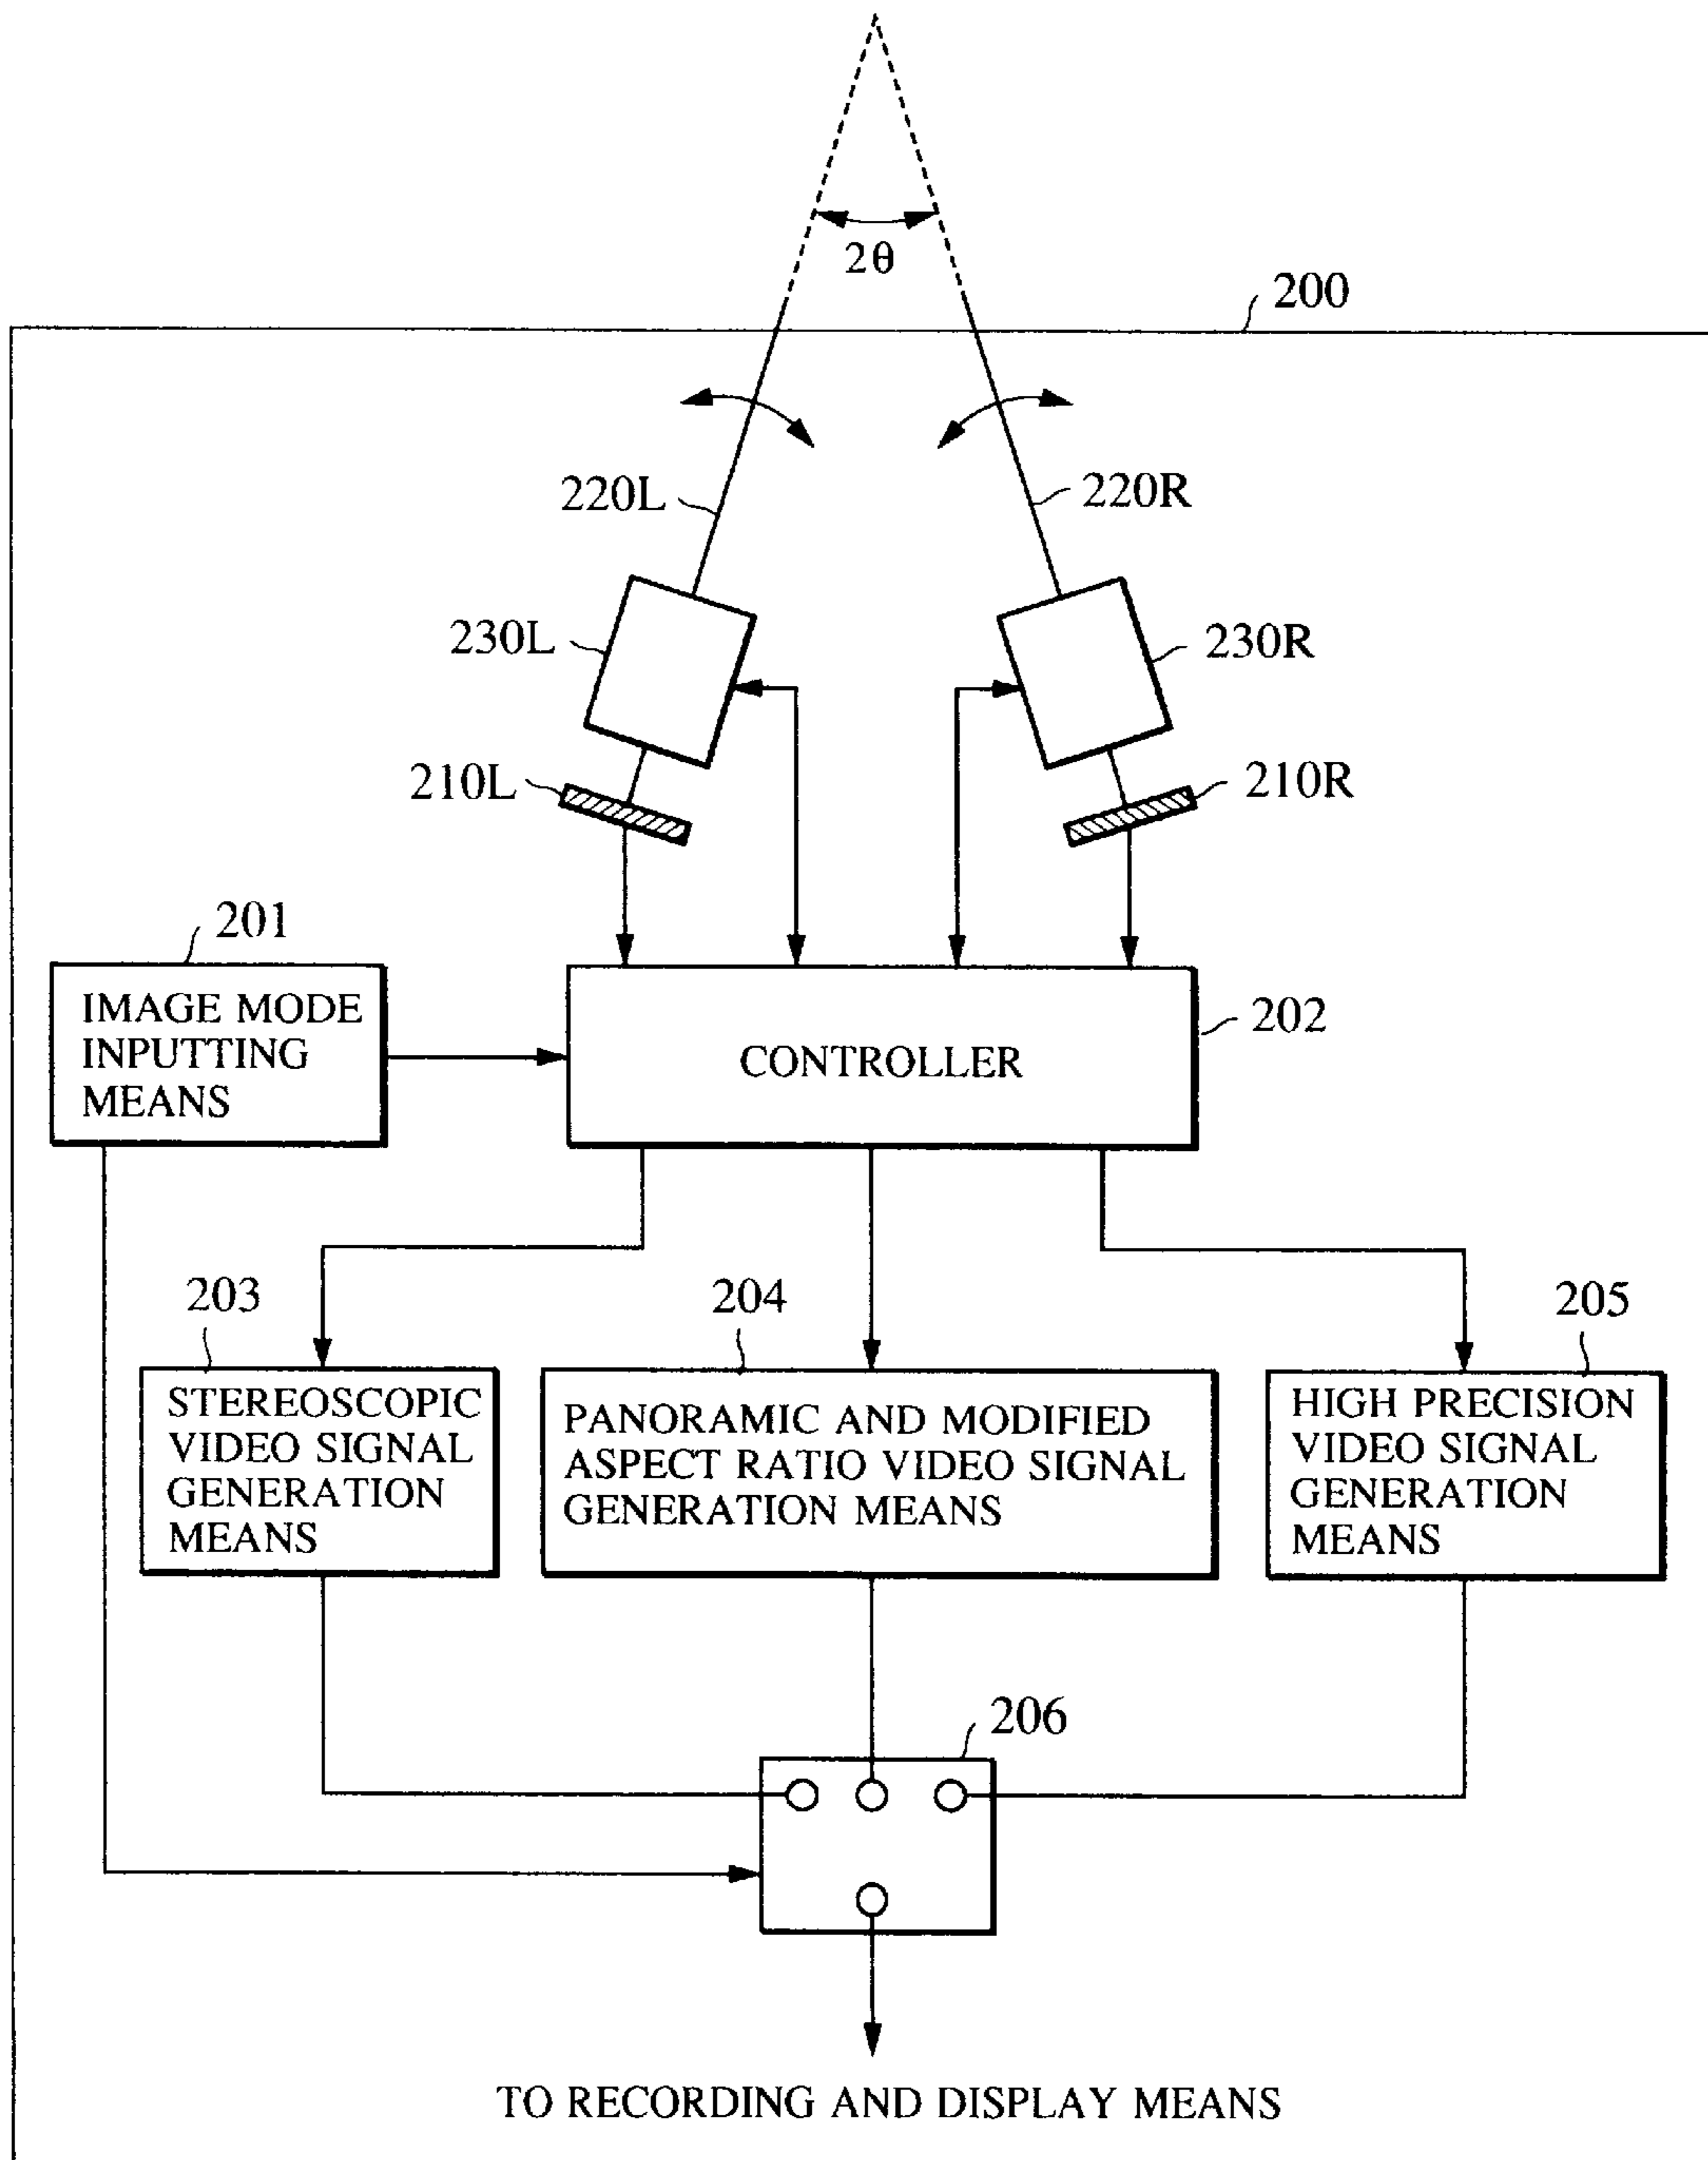 2θ
200
220L
220R
230L
230R
210L
210R
201
IMAGE MODE
INPUTTING
MEANS
CONTROLLER
202
203
STEREOSCOPIC
VIDEO SIGNAL
GENERATION
MEANS
204
PANORAMIC AND MODIFIED
ASPECT RATIO VIDEO SIGNAL
GENERATION MEANS
205
HIGH PRECISION
VIDEO SIGNAL
GENERATION
MEANS
206
TO RECORDING AND DISPLAY MEANS